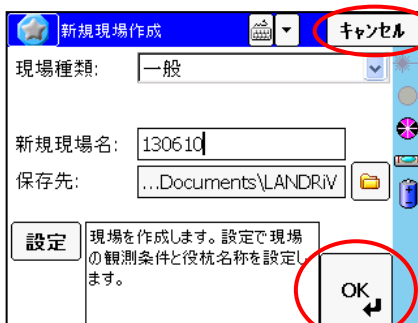 新規現場作成
キャンセル
現場種類: 一般
新規現場名: 130610
保存先: ...Documents\LANDRiV
設定
現場を作成します。設定で現場
の観測条件と役杭名称を設定し
ます。
OK